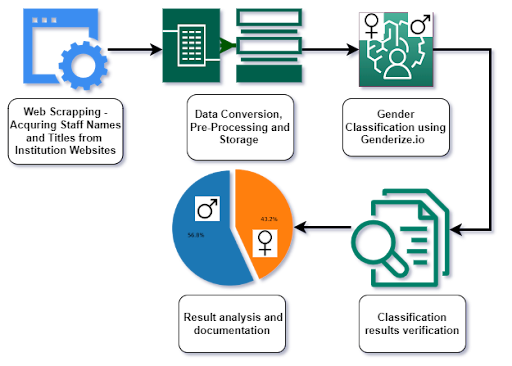 Web Scrapping -
Acquring Staff Names
and Titles from
Institution Websites
Data Conversion,
Pre-Processing and
Storage
Gender
Classification using
Genderize.io
43.2%
56.8%
Result analysis and
documentation
Classification
results verification